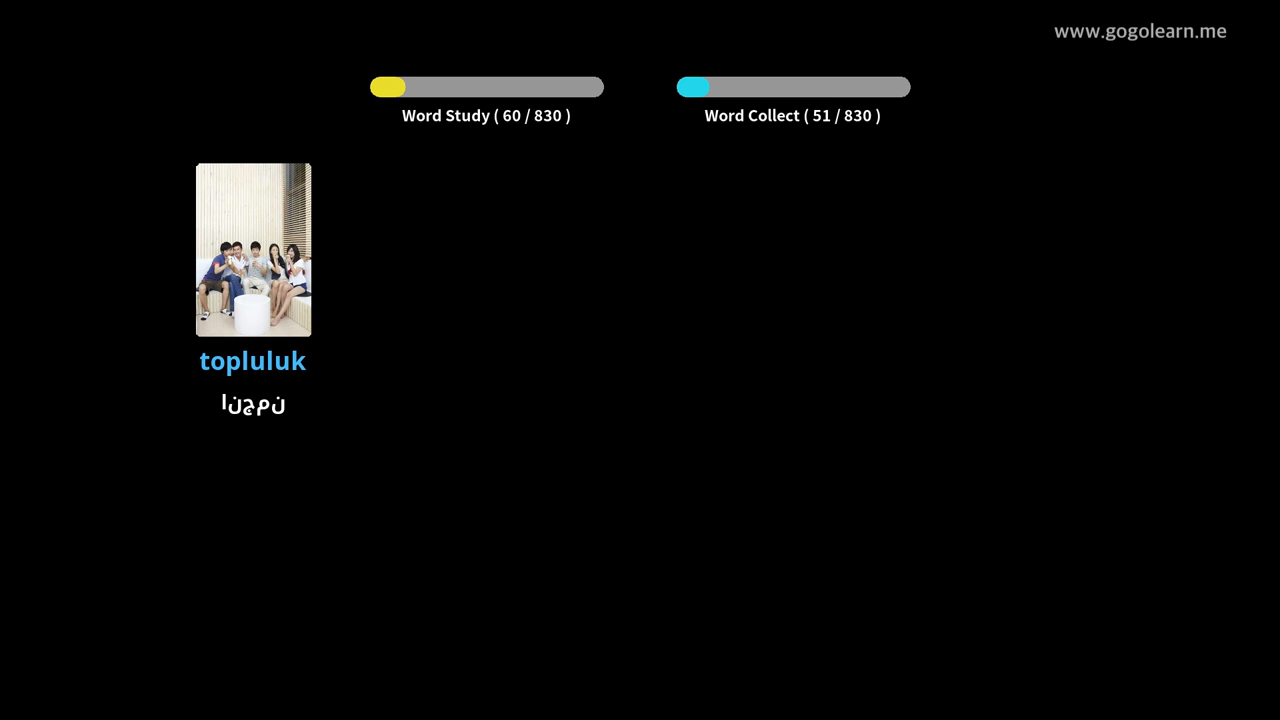 www.gogolearn.me
Word Study ( 60 / 830 )
Word Collect ( 51 / 830 )
topluluk
انجمن